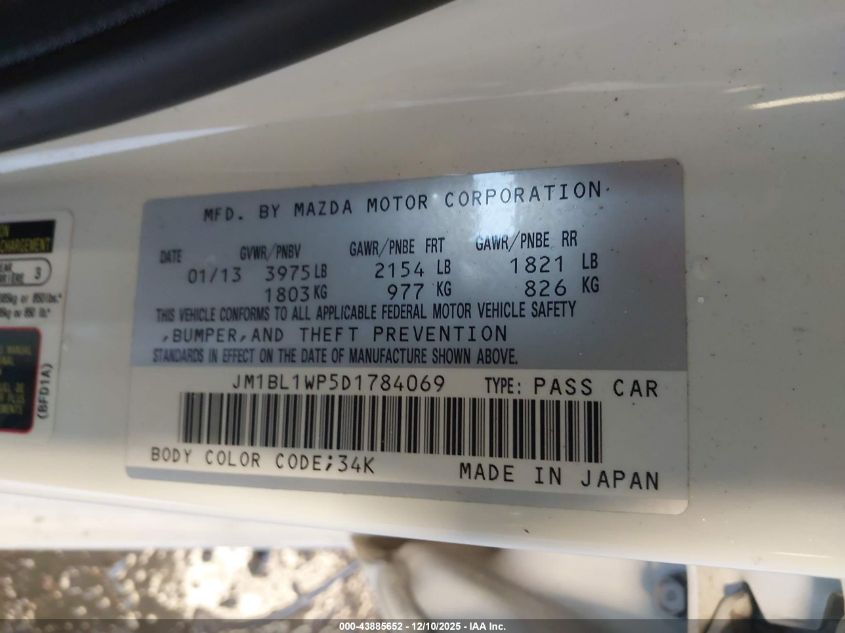 MFD. BY MAZDA MOTOR CORPORATION
DATE GVWR/PNBV GAWR/PNBE FRT GAWR/PNBE RR
01/13 3975 LB 2154 LB 1821 LB
1803 KG 977 KG 826 KG
THIS VEHICLE CONFORMS TO ALL APPLICABLE FEDERAL MOTOR VEHICLE SAFETY
,BUMPER,AND THEFT PREVENTION
STANDARDS IN EFFECT ON THE DATE OF MANUFACTURE SHOWN ABOVE.
JM1BL1WP5D1784069 TYPE: PASS CAR
BODY COLOR CODE;34K
MADE IN JAPAN
3
(BFD1A)
000-43885652 - 12/10/2025 - IAA Inc.